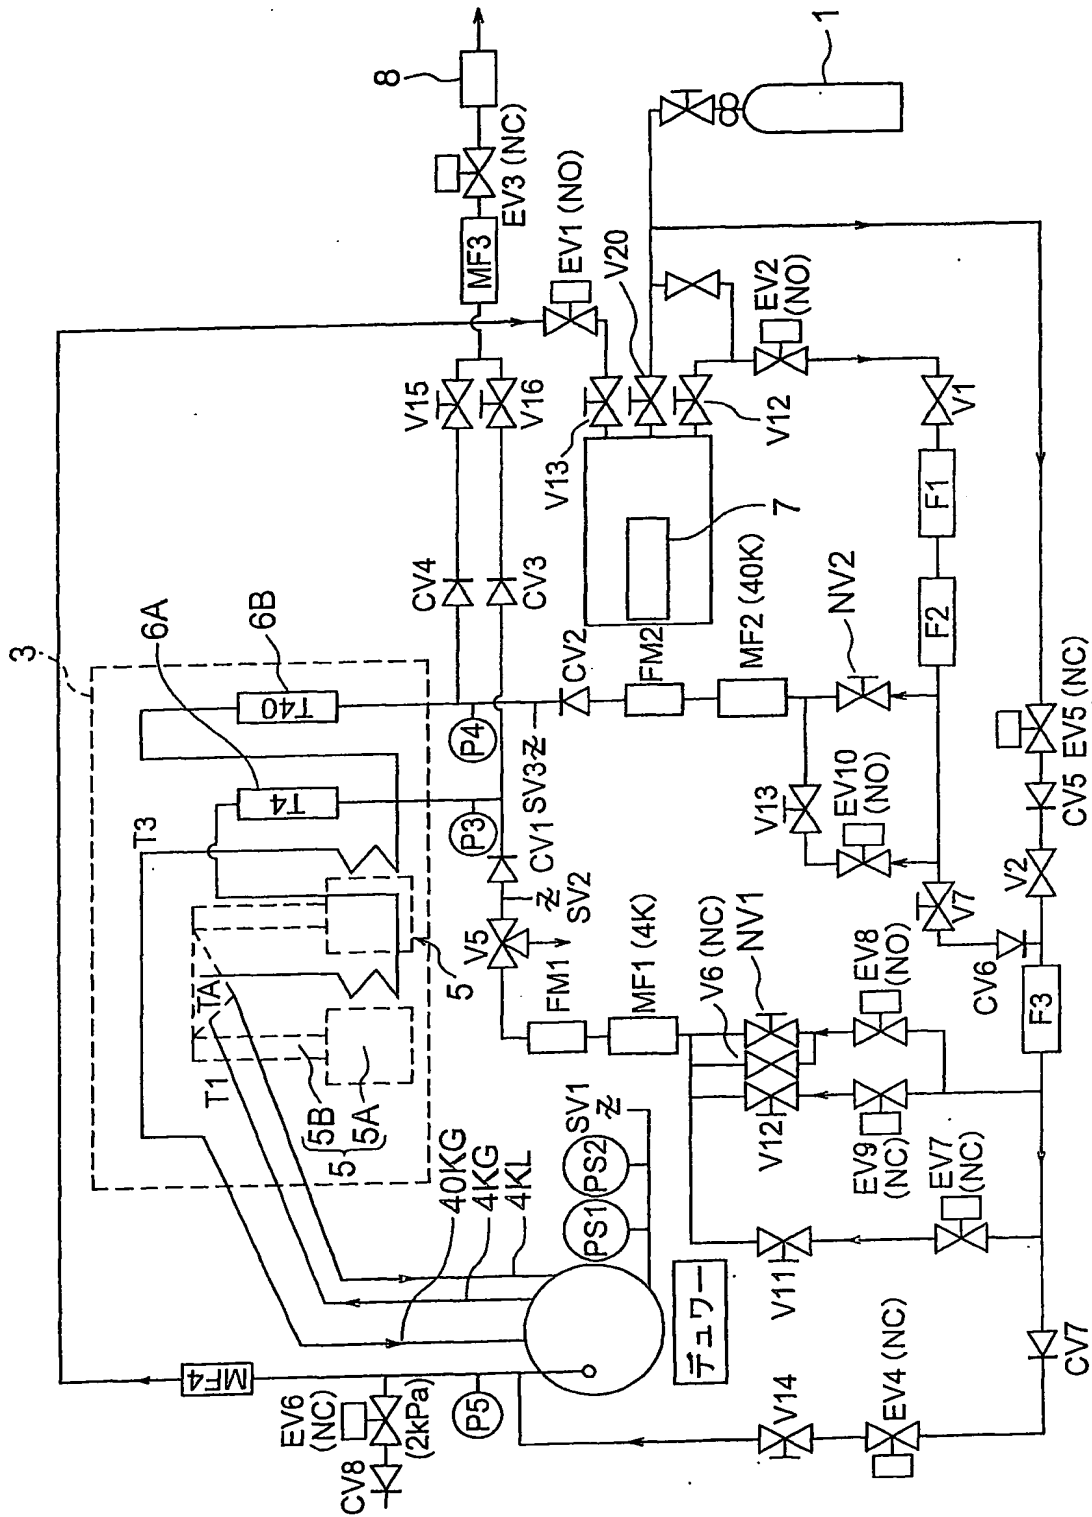 3
T3
TA
T1
5B
5A
5
5
T4
T40
6A
6B
40KG
4KG
4KL
MF4
EV6
(NC)
(2kPa)
CV8
P5
デュワー
PS1
PS2
SV1
P3
P4
SV3
CV1
SV2
V5
FM1
MF1 (4K)
V6 (NC)
NV1
V12
EV9
(NC)
EV8
(NO)
V11
EV7
(NC)
V14
EV4 (NC)
CV7
CV4
CV3
V15
V16
MF3
EV3 (NC)
8
EV1 (NO)
V20
V13
V12
7
CV2
FM2
MF2 (40K)
NV2
V13
EV10
(NO)
EV2
(NO)
V1
F1
F2
V7
CV6
F3
V2
CV5
EV5 (NC)
1